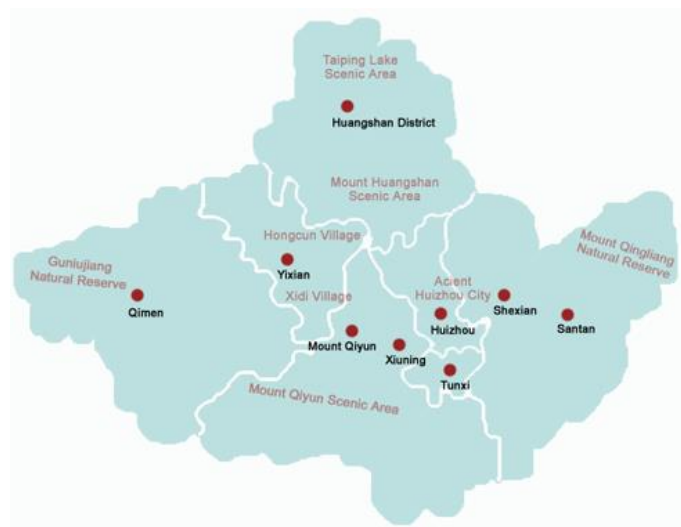 Taiping Lake
Scenic Area
Huangshan District
Mount Huangshan
Scenic Area
Hongcun Village
Yixian
Xidi Village
Gunlujiang
Natural Reserve
Qimen
Mount Qingliang
Natural Reserve
Acient
Huizhou City
Shexian
Huizhou
Santan
Mount Qiyun
Xiuning
Tunxi
Mount Qiyun Scenic Area